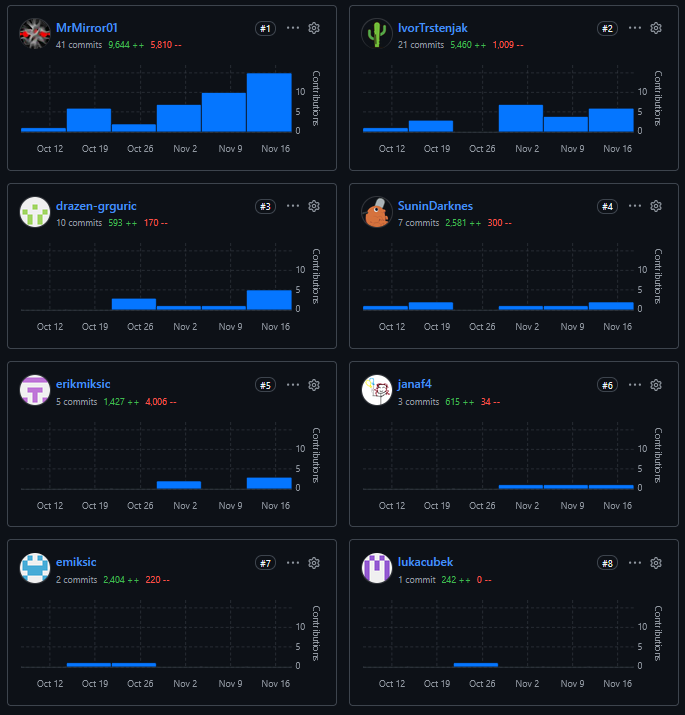 MrMirror01 #1
41 commits 9,644 ++ 5,810 --
10
5
0
Contributions
Oct 12 Oct 19 Oct 26 Nov 2 Nov 9 Nov 16
IvorTrstenjak #2
21 commits 5,460 ++ 1,009 --
10
5
0
Contributions
Oct 12 Oct 19 Oct 26 Nov 2 Nov 9 Nov 16
drazen-grguric #3
10 commits 593 ++ 170 --
10
5
0
Contributions
Oct 12 Oct 19 Oct 26 Nov 2 Nov 9 Nov 16
SuninDarknes #4
7 commits 2,581 ++ 300 --
10
5
0
Contributions
Oct 12 Oct 19 Oct 26 Nov 2 Nov 9 Nov 16
erikmiksic #5
5 commits 1,427 ++ 4,006 --
10
5
0
Contributions
Oct 12 Oct 19 Oct 26 Nov 2 Nov 9 Nov 16
janaf4 #6
3 commits 615 ++ 34 --
10
5
0
Contributions
Oct 12 Oct 19 Oct 26 Nov 2 Nov 9 Nov 16
emiksic #7
2 commits 2,404 ++ 220 --
10
5
0
Contributions
Oct 12 Oct 19 Oct 26 Nov 2 Nov 9 Nov 16
lukacubek #8
1 commit 242 ++ 0 --
10
5
0
Contributions
Oct 12 Oct 19 Oct 26 Nov 2 Nov 9 Nov 16